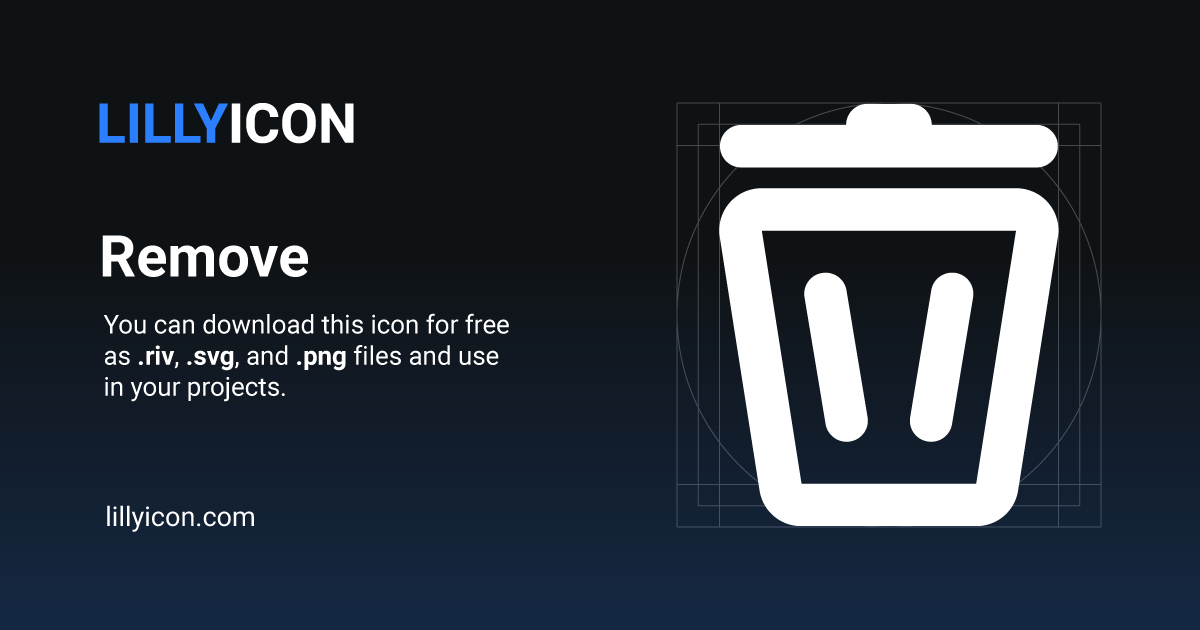 LILLYICON
Remove
You can download this icon for free
as .riv, .svg, and .png files and use
in your projects.
lillyicon.com